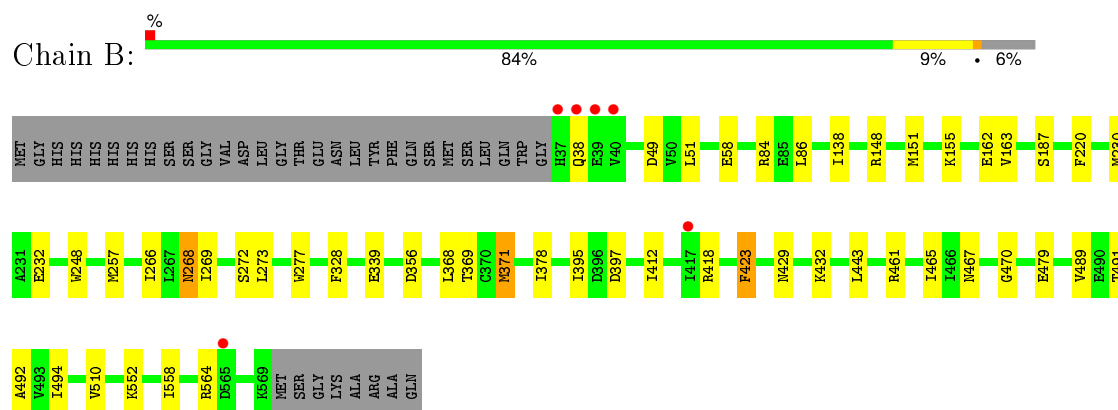 %
Chain B:
84% 9% • 6%
MET GLY HIS HIS HIS HIS HIS HIS SER SER GLY VAL ASP LEU GLY THR GLU ASN LEU TYR PHE GLN SER MET SER LEU GLN TRP GLY H37 Q38 E39 V40 D49 V50 L51 E58 R84 E85 L86 I138 R148 M151 K155 E162 V163 S187 F220 M230
A231 E232 W248 M257 I266 L267 N268 I269 S272 L273 W277 F328 E339 D356 L368 T369 C370 M371 I378 I395 D396 D397 I412 I417 R418 F423 N429 K432 L443 R461 I465 I466 N467 G470 E479 V489 E490 T491
A492 V493 I494 V510 K552 I558 R564 D565 K569 MET SER GLY LYS ALA ARG ALA GLN